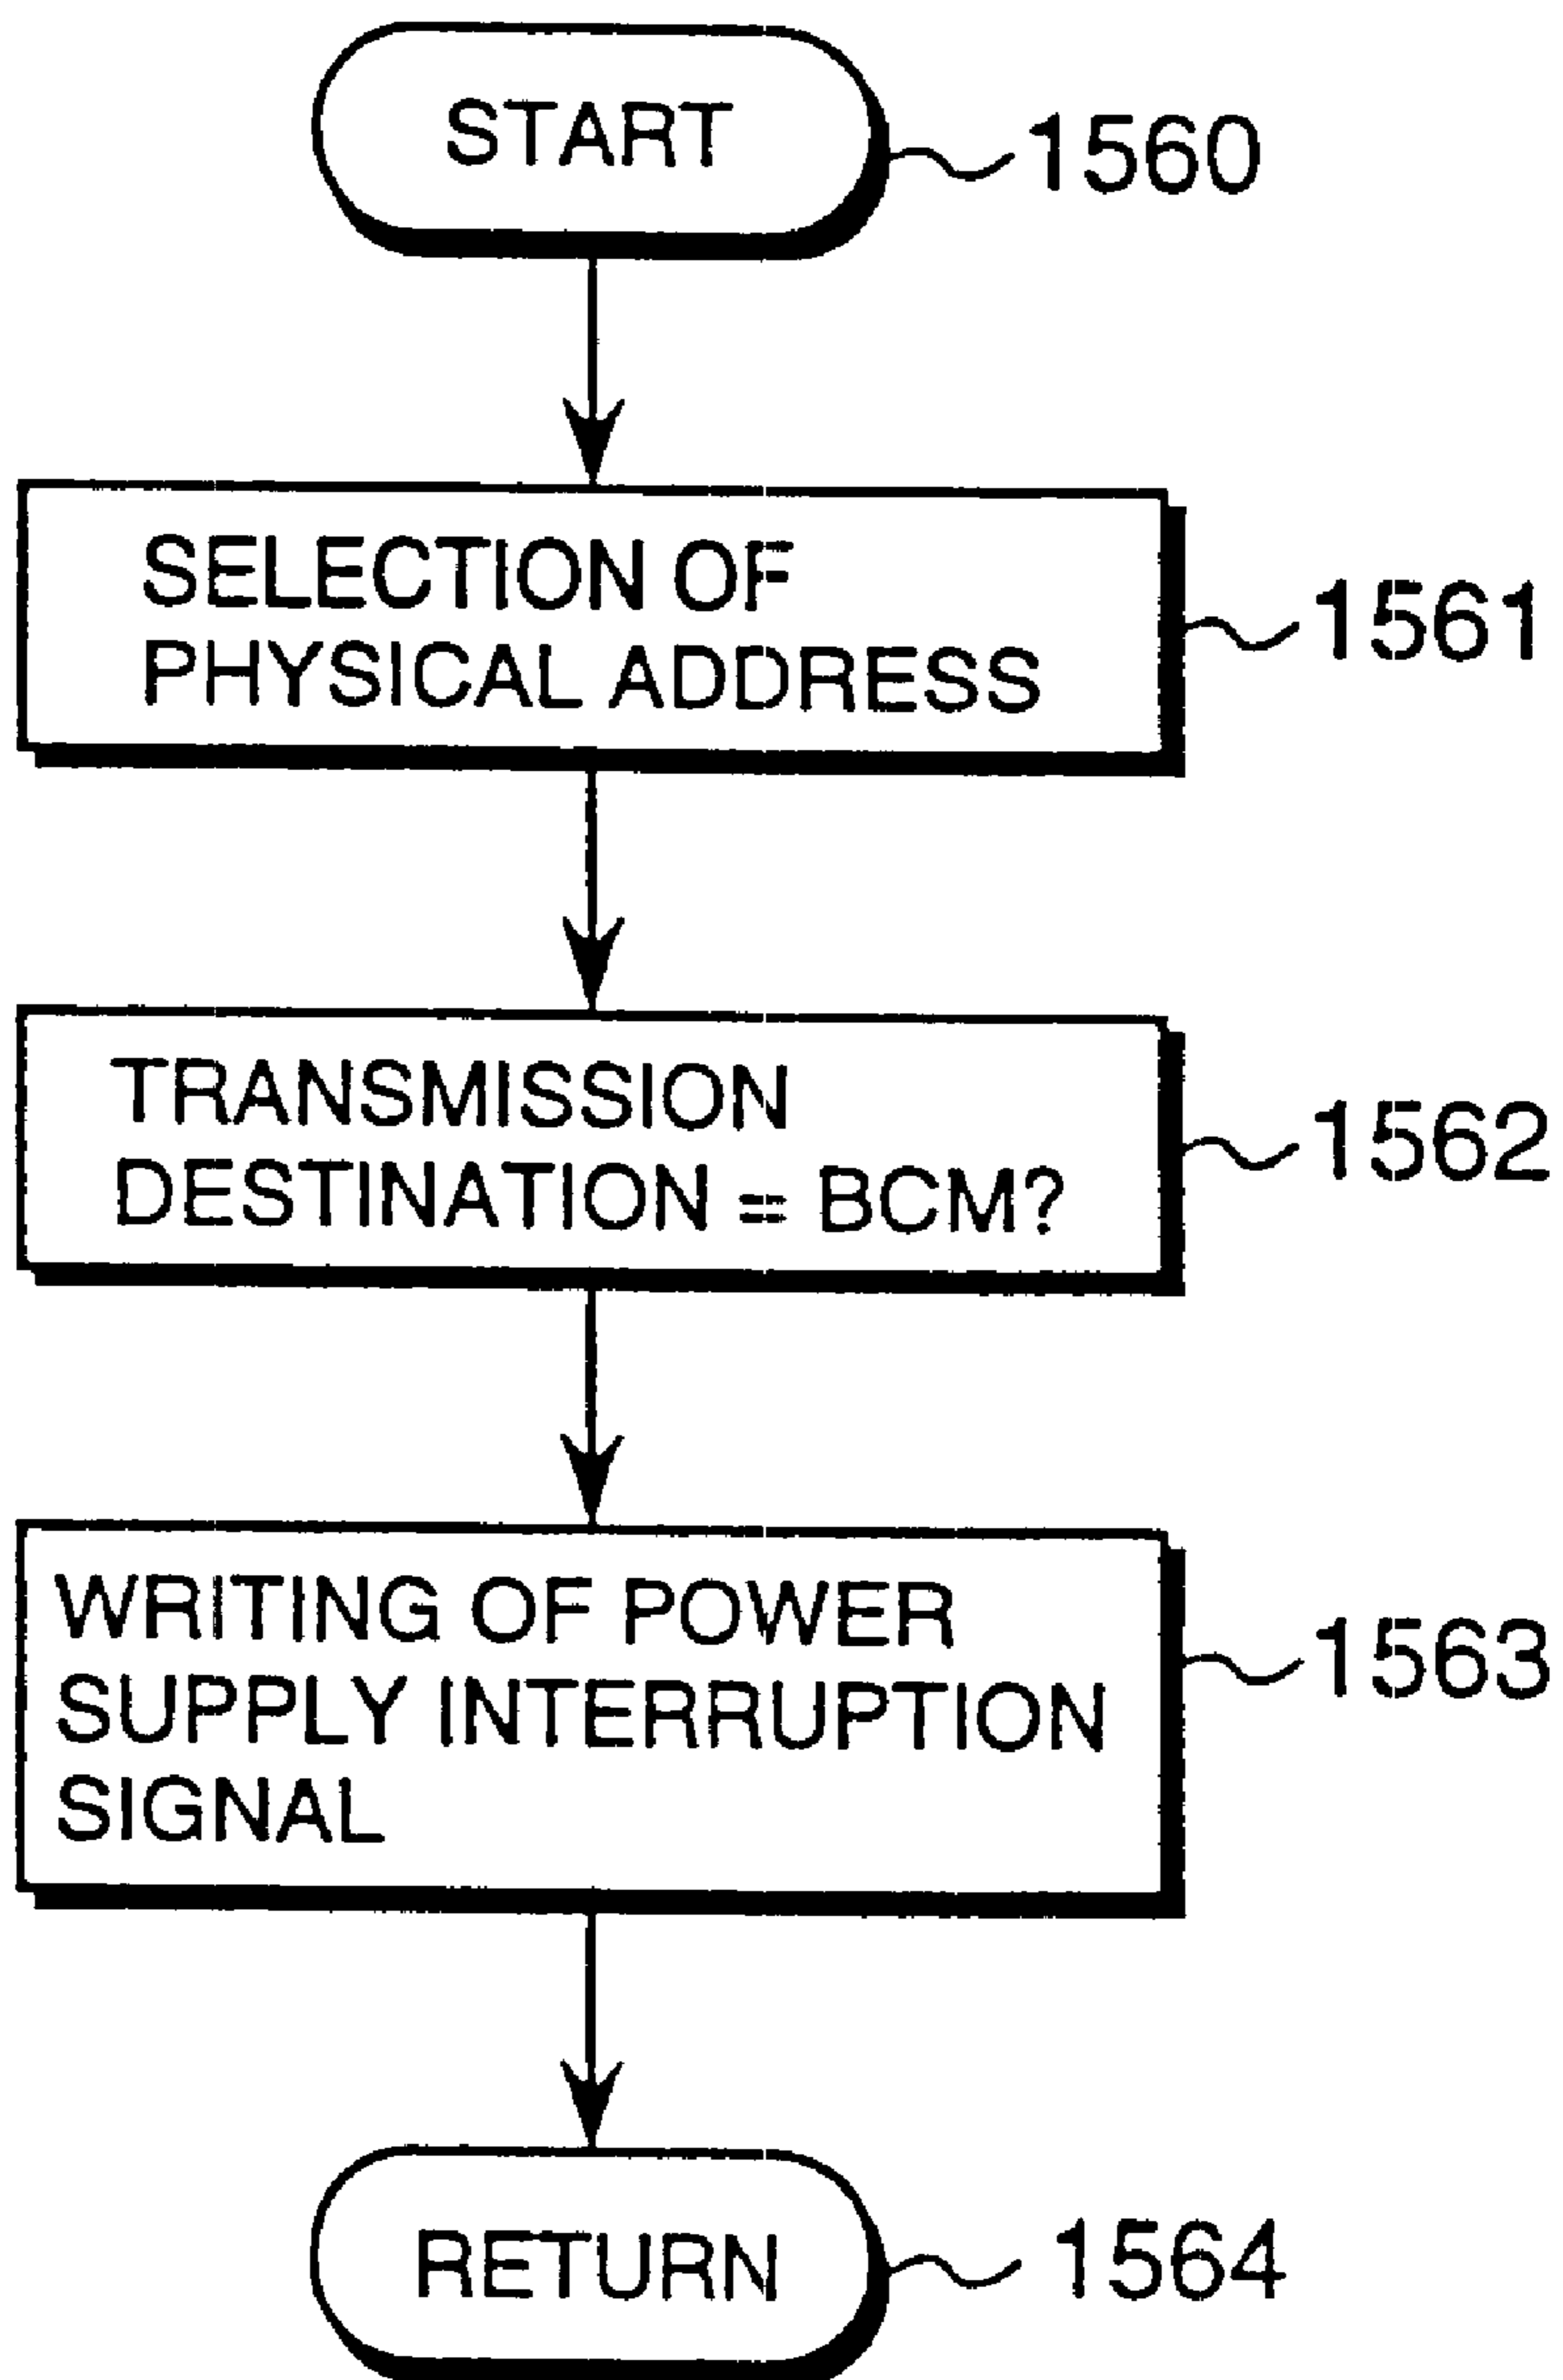 START
1560
SELECTION OF
PHYSICAL ADDRESS
1561
TRANSMISSION
DESTINATION = BCM?
1562
WRITING OF POWER
SUPPLY INTERRUPTION
SIGNAL
1563
RETURN
1564